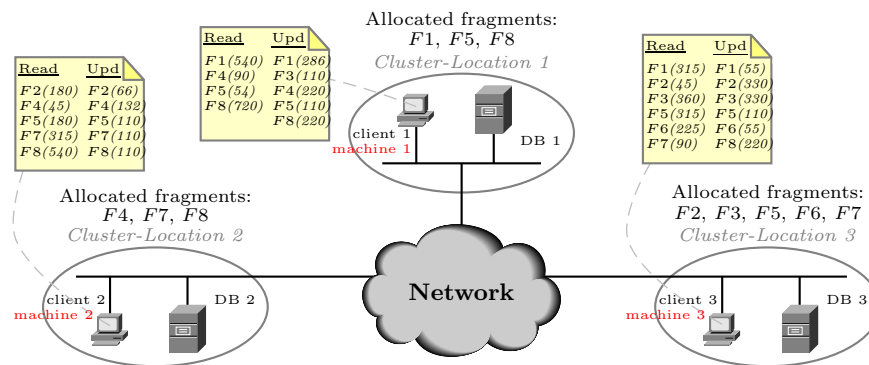 Allocated fragments:
F1, F5, F8
Cluster-Location 1
Read Upd
F1(540) F1(286)
F4(90) F3(110)
F5(54) F4(220)
F8(720) F5(110)
F8(220)
client 1
machine 1
DB 1
Read Upd
F2(180) F2(66)
F4(45) F4(132)
F5(180) F5(110)
F7(315) F7(110)
F8(540) F8(110)
Allocated fragments:
F4, F7, F8
Cluster-Location 2
client 2
machine 2
DB 2
Read Upd
F1(315) F1(55)
F2(45) F2(330)
F3(360) F3(330)
F5(315) F5(110)
F6(225) F6(55)
F7(90) F8(220)
Allocated fragments:
F2, F3, F5, F6, F7
Cluster-Location 3
client 3
machine 3
DB 3
Network